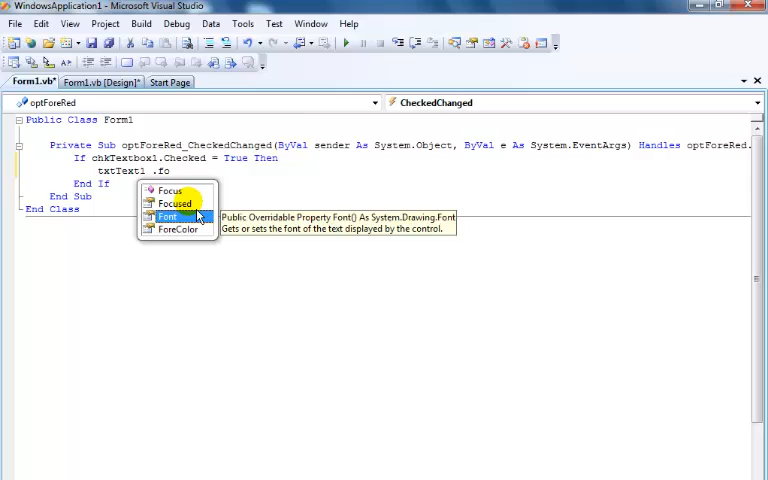 WindowsApplication1 - Microsoft Visual Studio
File Edit View Project Build Debug Data Tools Test Window Help
Form1.vb* Form1.vb [Design]* Start Page
optForeRed CheckedChanged
Public Class Form1
Private Sub optForeRed_CheckedChanged(ByVal sender As System.Object, ByVal e As System.EventArgs) Handles optForeRed.
If chkTextbox1.Checked = True Then
txtText1 .fo
End If
End Sub
End Class
Focus
Focused
Font
ForeColor
Public Overridable Property Font() As System.Drawing.Font
Gets or sets the font of the text displayed by the control.